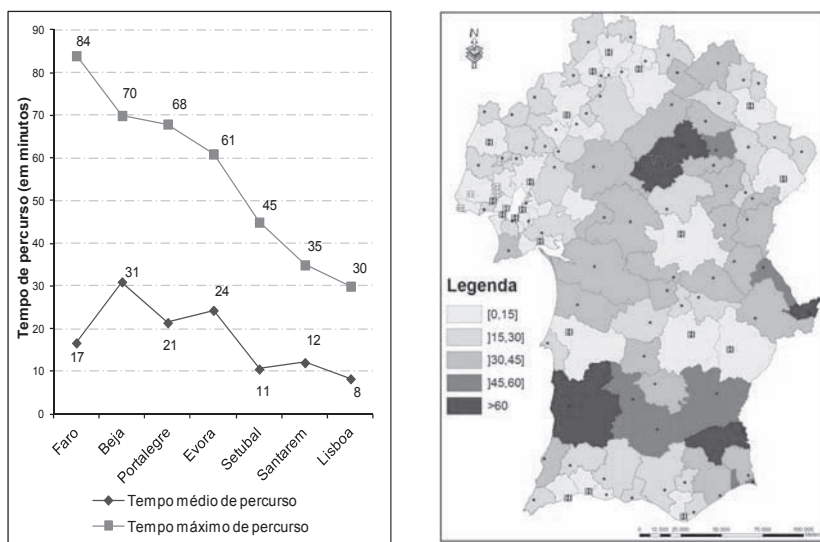 Tempo de percurso (em minutos)
90
80
70
60
50
40
30
20
10
0
84
70
68
61
45
35
30
17
31
21
24
11
12
8
Faro
Beja
Portalegre
Evora
Setubal
Santarem
Lisboa
Tempo médio de percurso
Tempo máximo de percurso
N
Legenda
[0,15]
]15,30]
]30,45]
]45,60]
>60